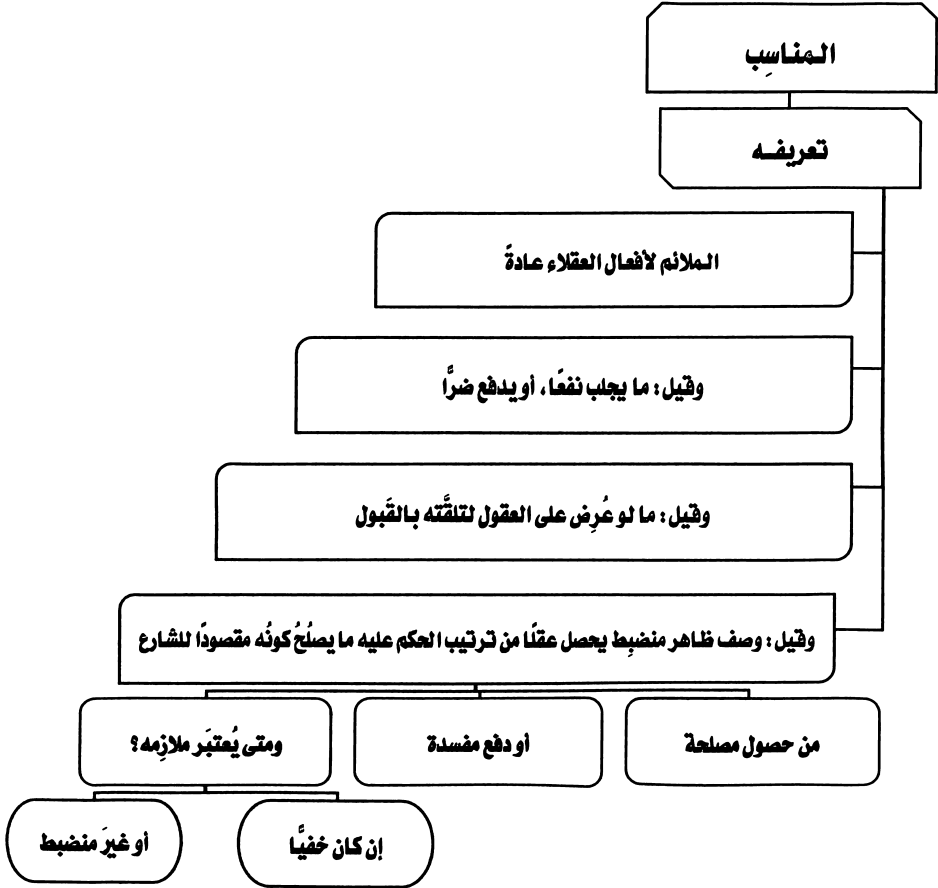 المناسِب
تعريفه
الملائم لأفعال العقلاء عادةً
وقيل: ما يجلب نفعًا، أو يدفع ضرًّا
وقيل: ما لو عُرِض على العقول لتلقَّته بالقَبول
وقيل: وصف ظاهر منضبِط يحصل عقلًا من ترتيب الحكم عليه ما يصلُحُ كونُه مقصودًا للشارع
من حصول مصلحة
أو دفع مفسدة
ومتى يُعتبَر ملازِمه؟
إن كان خفيًّا
أو غيرَ منضبط